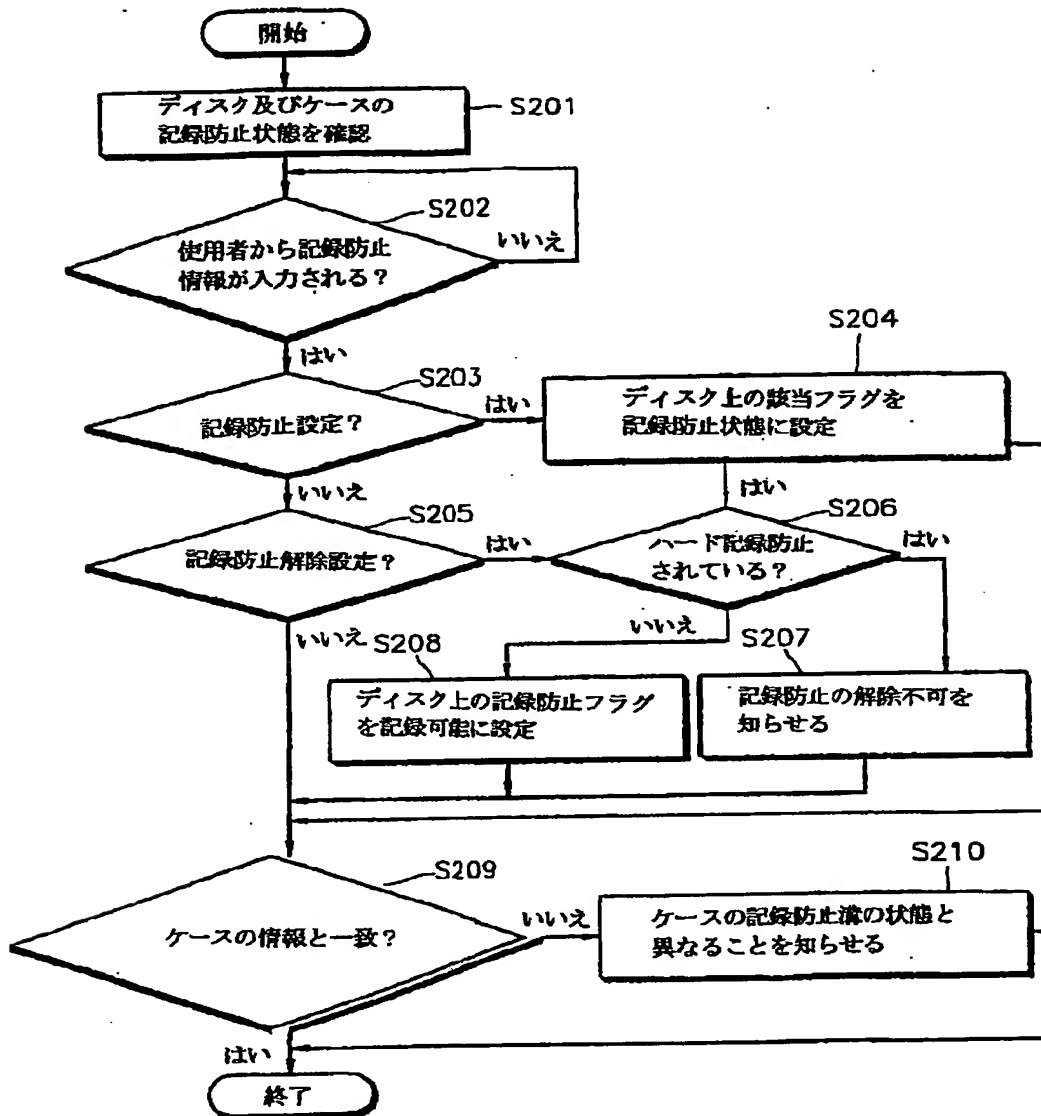 開始
ディスク及びケースの
記録防止状態を確認
S201
S202
使用者から記録防止
情報が入力される？
いいえ
はい
S203
記録防止設定？
はい
S204
ディスク上の該当フラグを
記録防止状態に設定
いいえ
はい
S205
記録防止解除設定？
はい
S206
ハード記録防止
されている？
はい
いいえ
いいえ
S208
ディスク上の記録防止フラグ
を記録可能に設定
S207
記録防止の解除不可を
知らせる
S209
ケースの情報と一致？
いいえ
S210
ケースの記録防止溝の状態と
異なることを知らせる
はい
終了